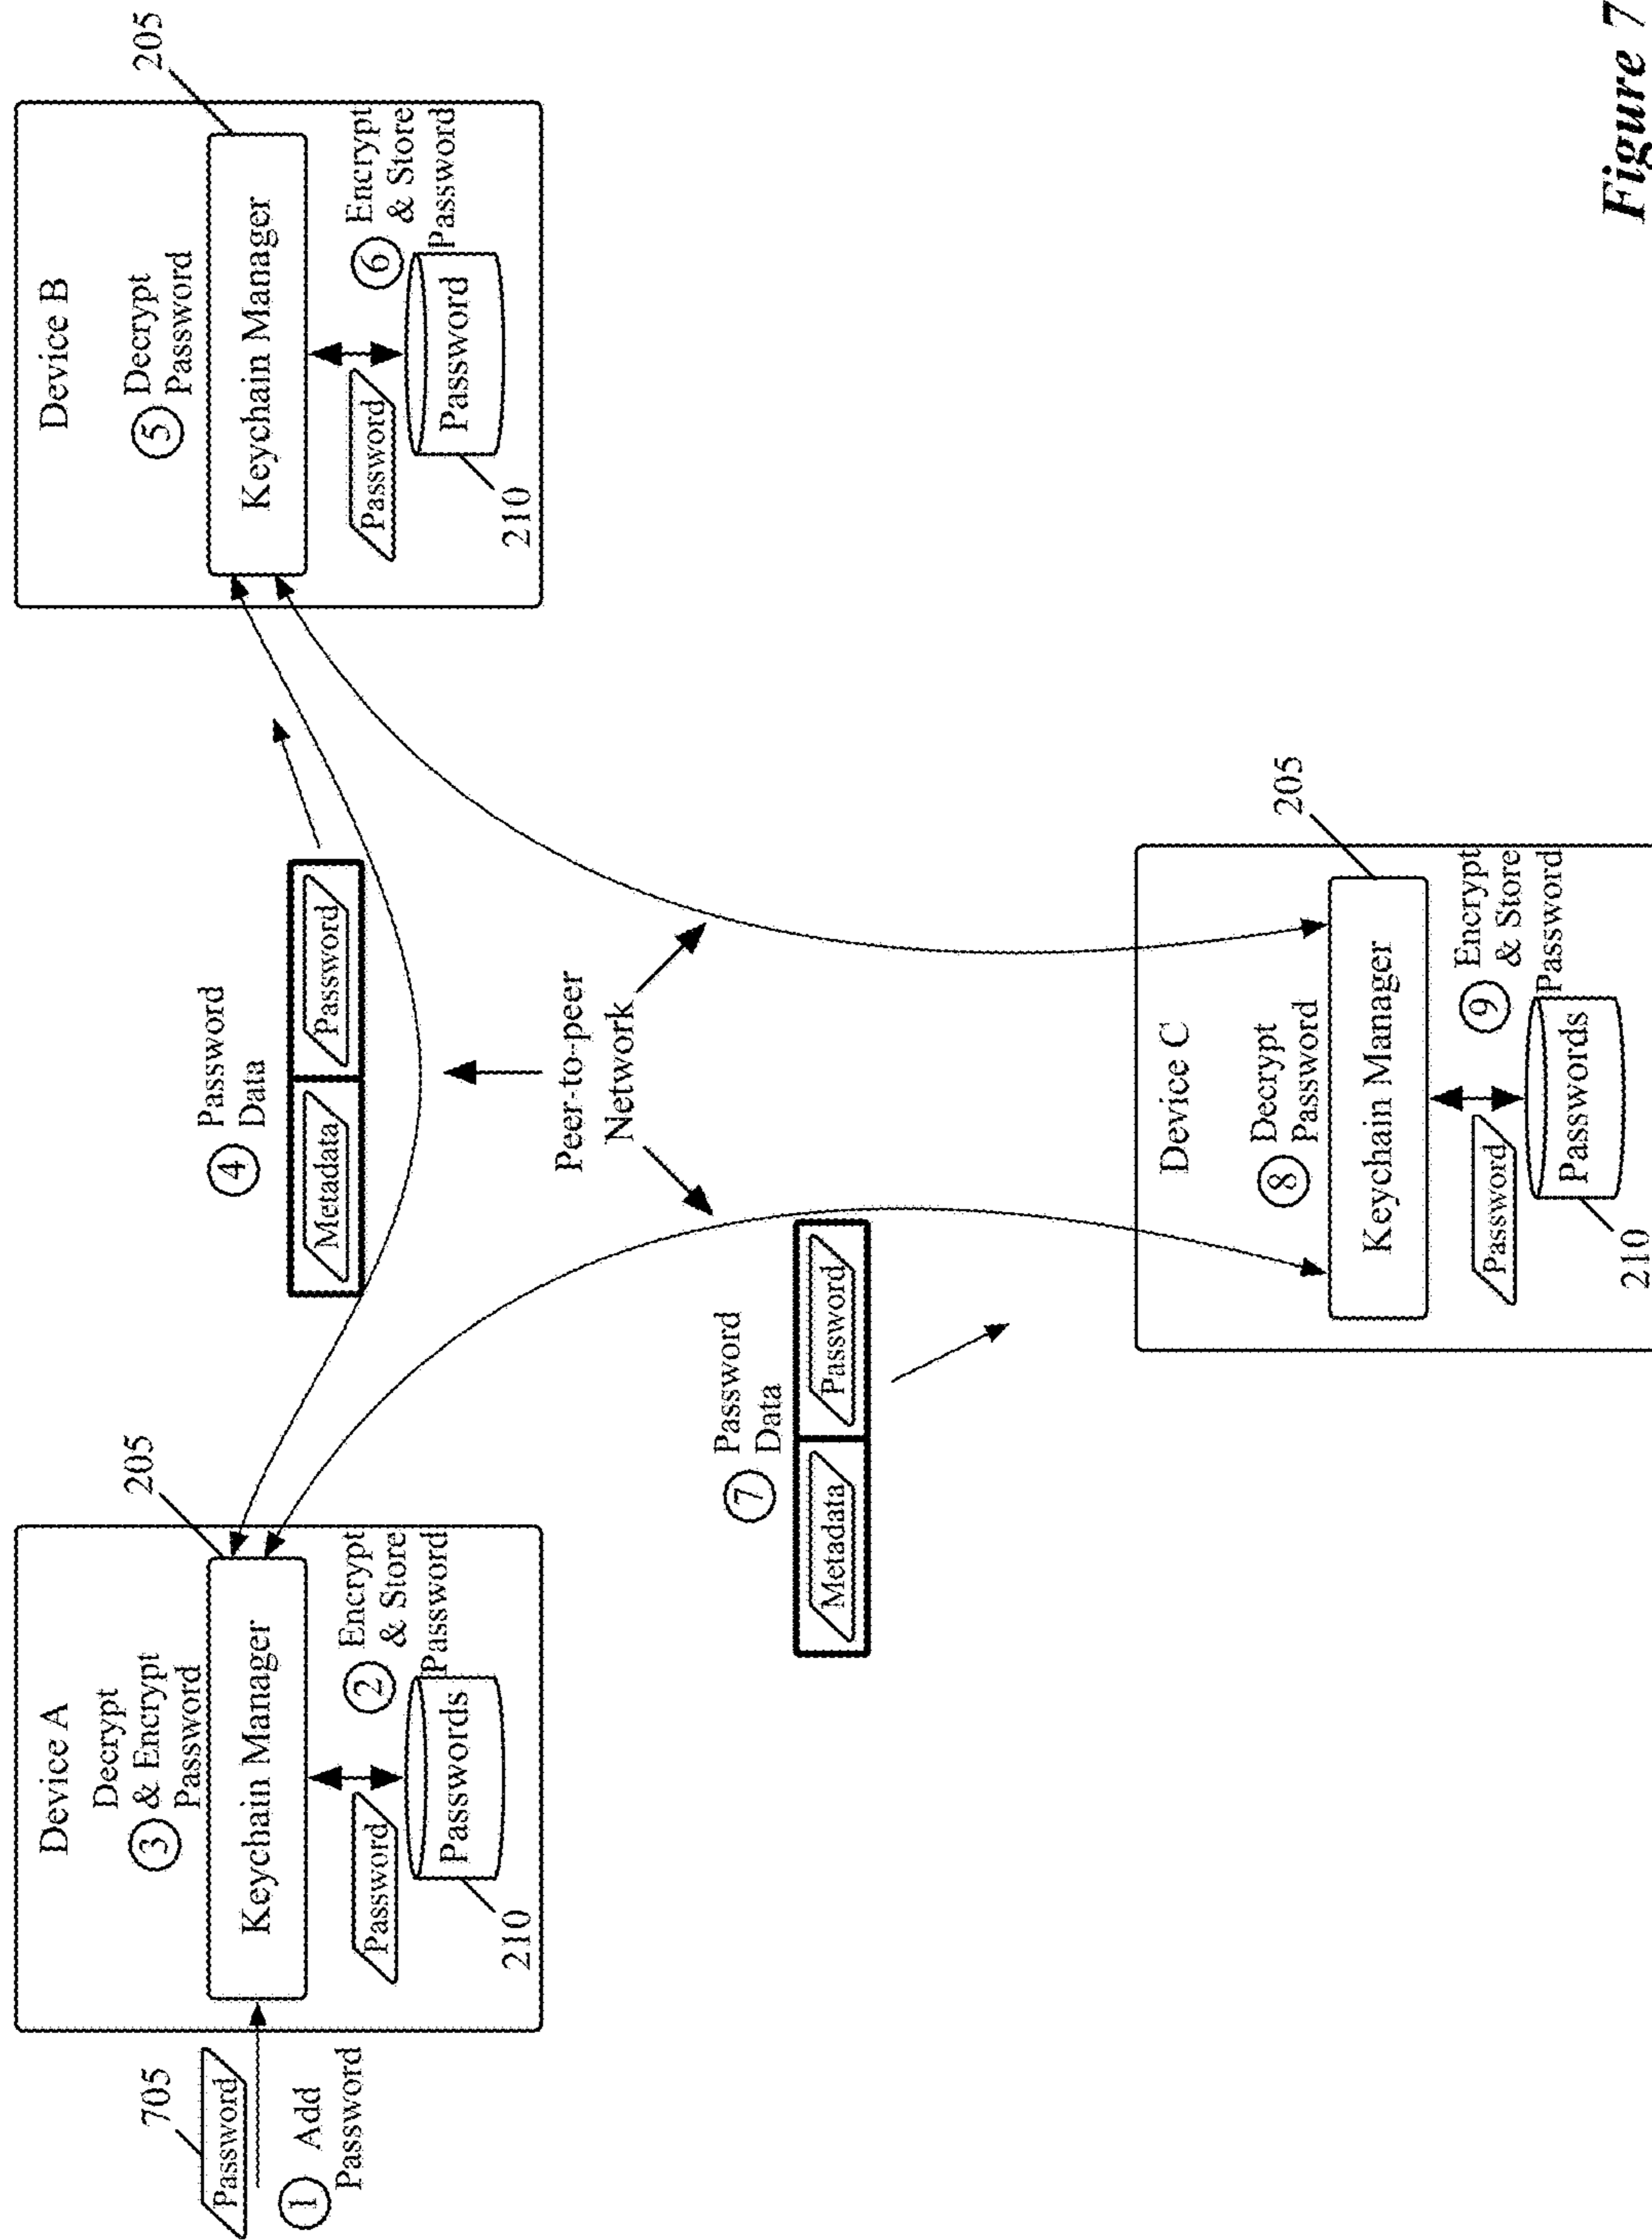 Device A
Decrypt
③ & Encrypt
Password
205
Keychain Manager
705
Password
① Add
Password
Password
② Encrypt
& Store
Password
Passwords
210
④ Password
Data
Metadata
Password
Peer-to-peer
Network
Device B
⑤ Decrypt
Password
205
Keychain Manager
Password
⑥ Encrypt
& Store
Password
Password
210
⑦ Password
Data
Metadata
Password
Device C
⑧ Decrypt
Password
205
Keychain Manager
Password
⑨ Encrypt
& Store
Password
Passwords
210
Figure 7